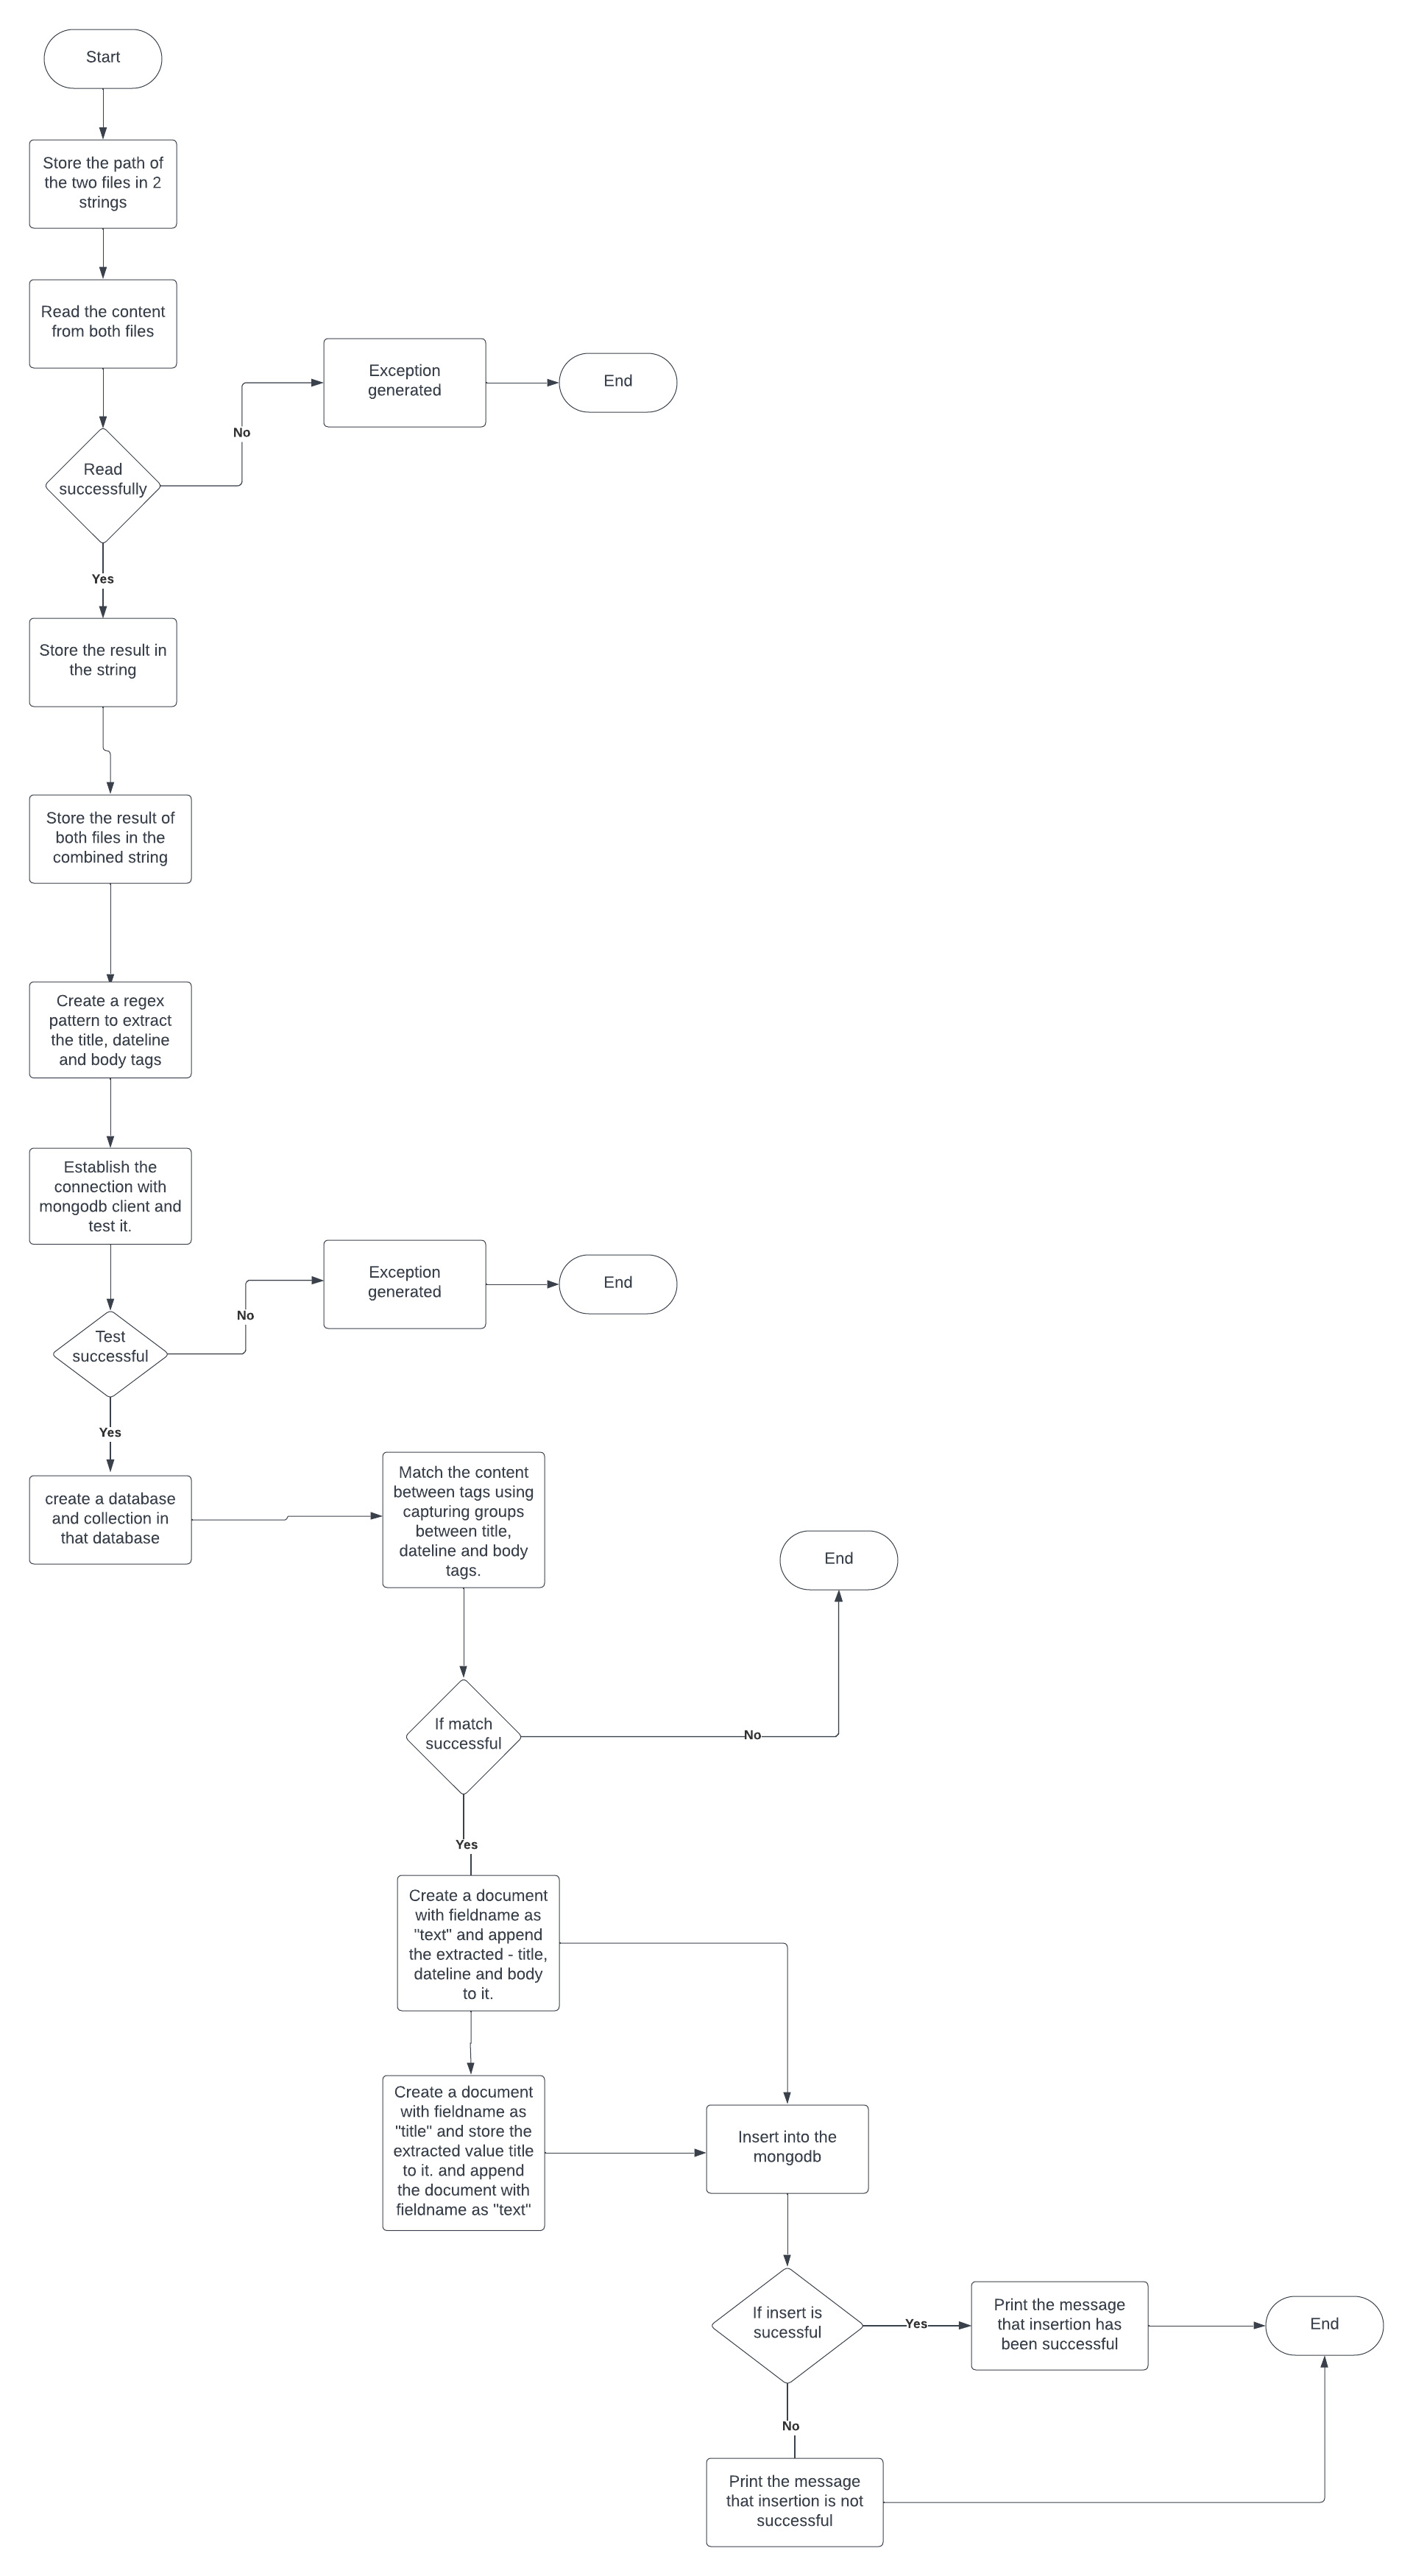 Start
Store the path of
the two files in 2
strings
Read the content
from both files
Exception
generated
End
No
Read
successfully
Yes
Store the result in
the string
Store the result of
both files in the
combined string
Create a regex
pattern to extract
the title, dateline
and body tags
Establish the
connection with
mongodb client and
test it.
Exception
generated
End
No
Test
successful
Yes
create a database
and collection in
that database
Match the content
between tags using
capturing groups
between title,
dateline and body
tags.
End
If match
successful
No
Yes
Create a document
with fieldname as
"text" and append
the extracted - title,
dateline and body
to it.
Create a document
with fieldname as
"title" and store the
extracted value title
to it. and append
the document with
fieldname as "text"
Insert into the
mongodb
If insert is
sucessful
Yes
Print the message
that insertion has
been successful
End
No
Print the message
that insertion is not
successful